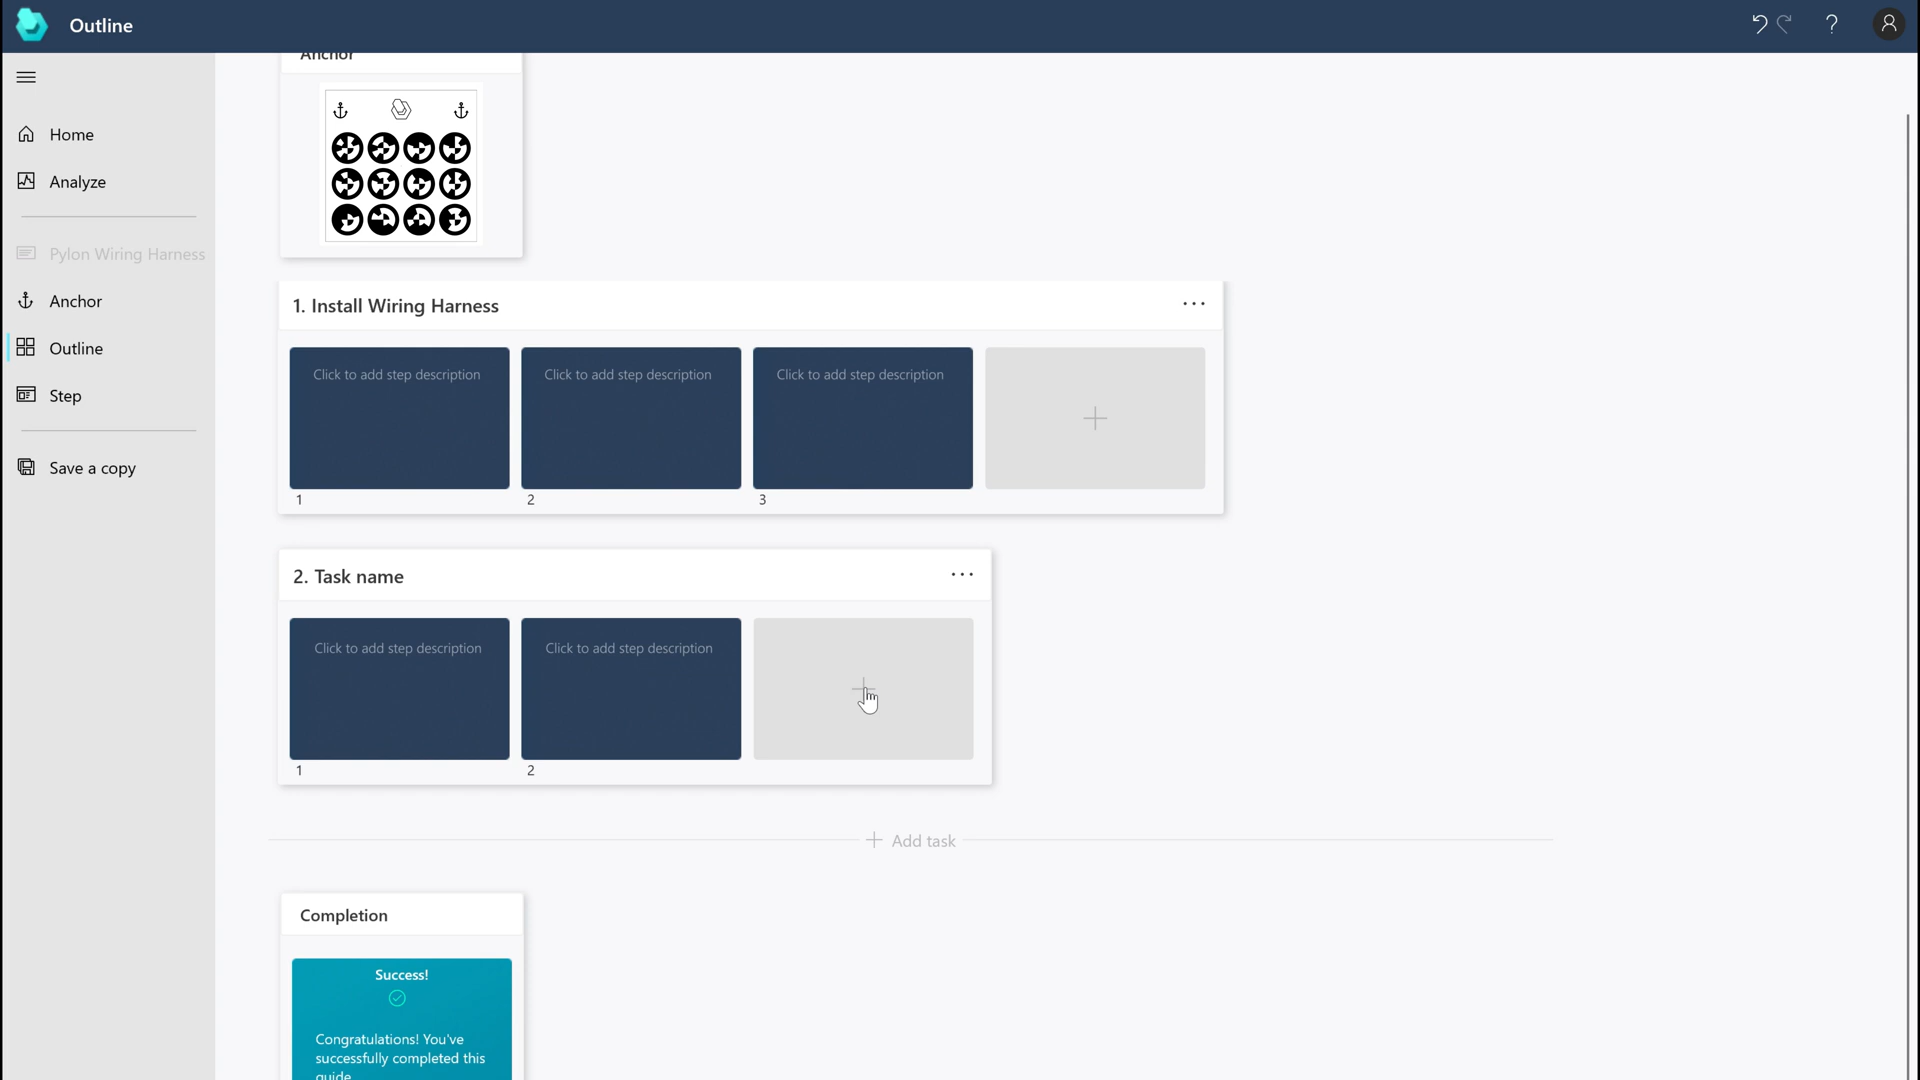 Outline
Anchor
Home
Analyze
Pylon Wiring Harness
Anchor
Outline
Step
Save a copy
1. Install Wiring Harness
Click to add step description
Click to add step description
Click to add step description
1
2
3
2. Task name
Click to add step description
Click to add step description
1
2
Add task
Completion
Success!
Congratulations! You've
successfully completed this
guide